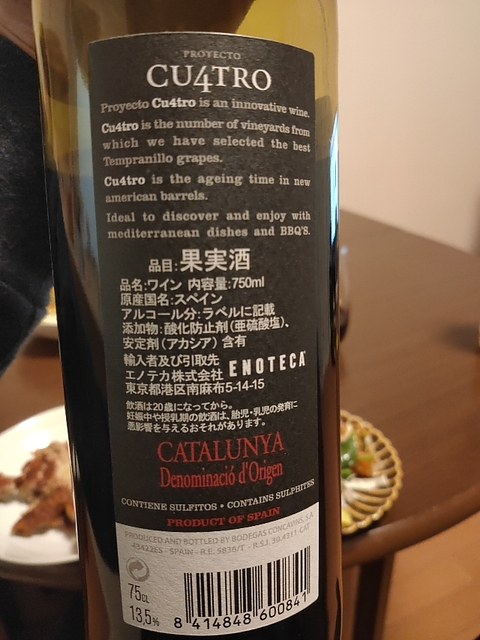 PROYECTO
CU4TRO
Proyecto Cu4tro is an innovative wine.
Cu4tro is the number of vineyards from
which we have selected the best
Tempranillo grapes.
Cu4tro is the ageing time in new
american barrels.
Ideal to discover and enjoy with
mediterranean dishes and BBQ'S.
品目:果実酒
品名:ワイン 内容量:750ml
原産国名:スペイン
アルコール分:ラベルに記載
添加物:酸化防止剤(亜硫酸塩)、
安定剤(アカシア)含有
輸入者及び引取先
エノテカ株式会社 ENOTECA
東京都港区南麻布5-14-15
飲酒は20歳になってから。
妊娠中や授乳期の飲酒は、胎児・乳児の発育に
悪影響を与えるおそれがあります。
CATALUNYA
Denominació d'Origen
CONTIENE SULFITOS • CONTAINS SULPHITES
PRODUCT OF SPAIN
PRODUCED AND BOTTLED BY BODEGAS CONCAVINS, S.A.
43422ES - SPAIN - R.E. 5836/T - R.S.I. 30.4311-CAT
75CL
13,5%
8 414848 600841